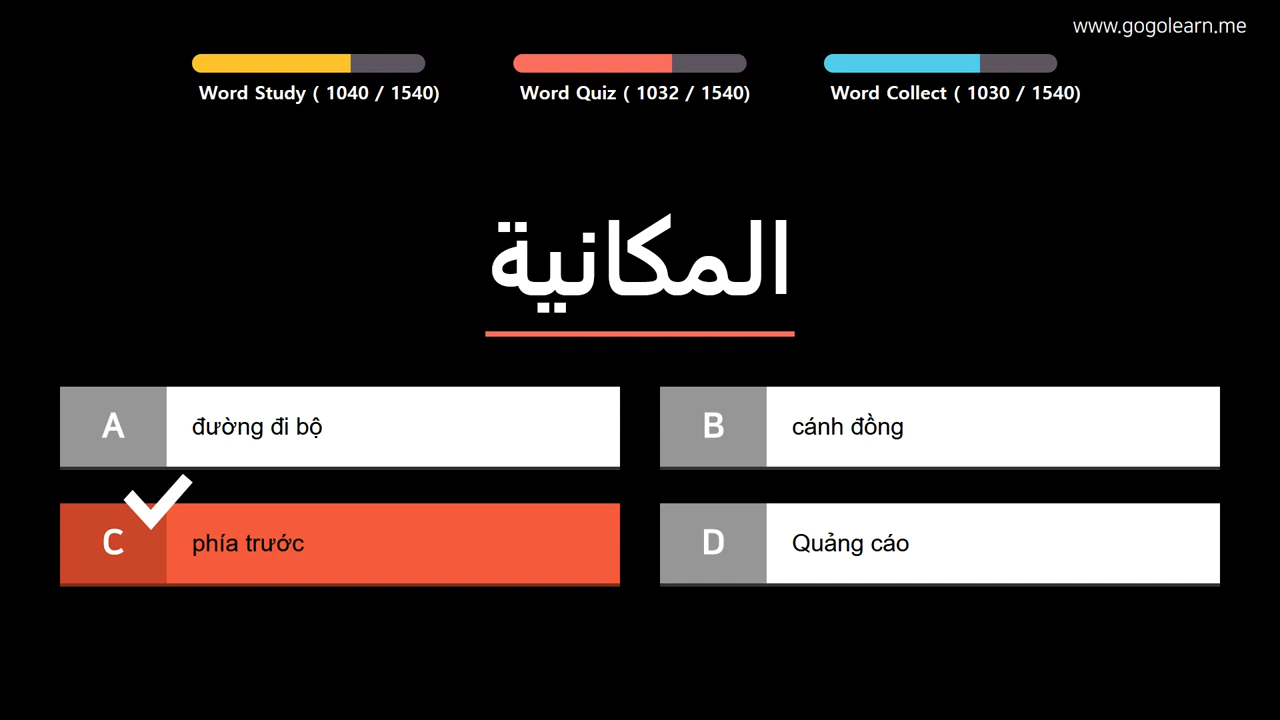 www.gogolearn.me
Word Study ( 1040 / 1540)
Word Quiz ( 1032 / 1540)
Word Collect ( 1030 / 1540)
المكانية
A đường đi bộ
B cánh đồng
C phía trước
D Quảng cáo